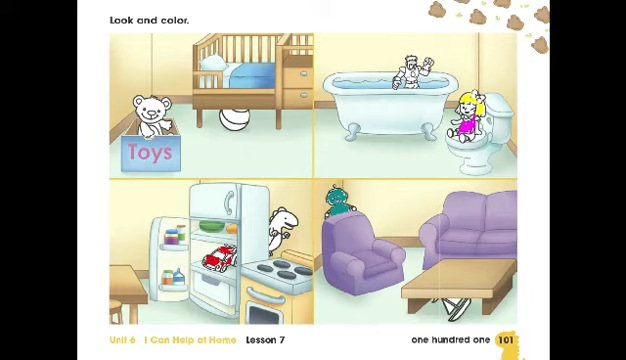 Look and color.
Toys
Unit 6 I Can Help at Home Lesson 7
one hundred one 101